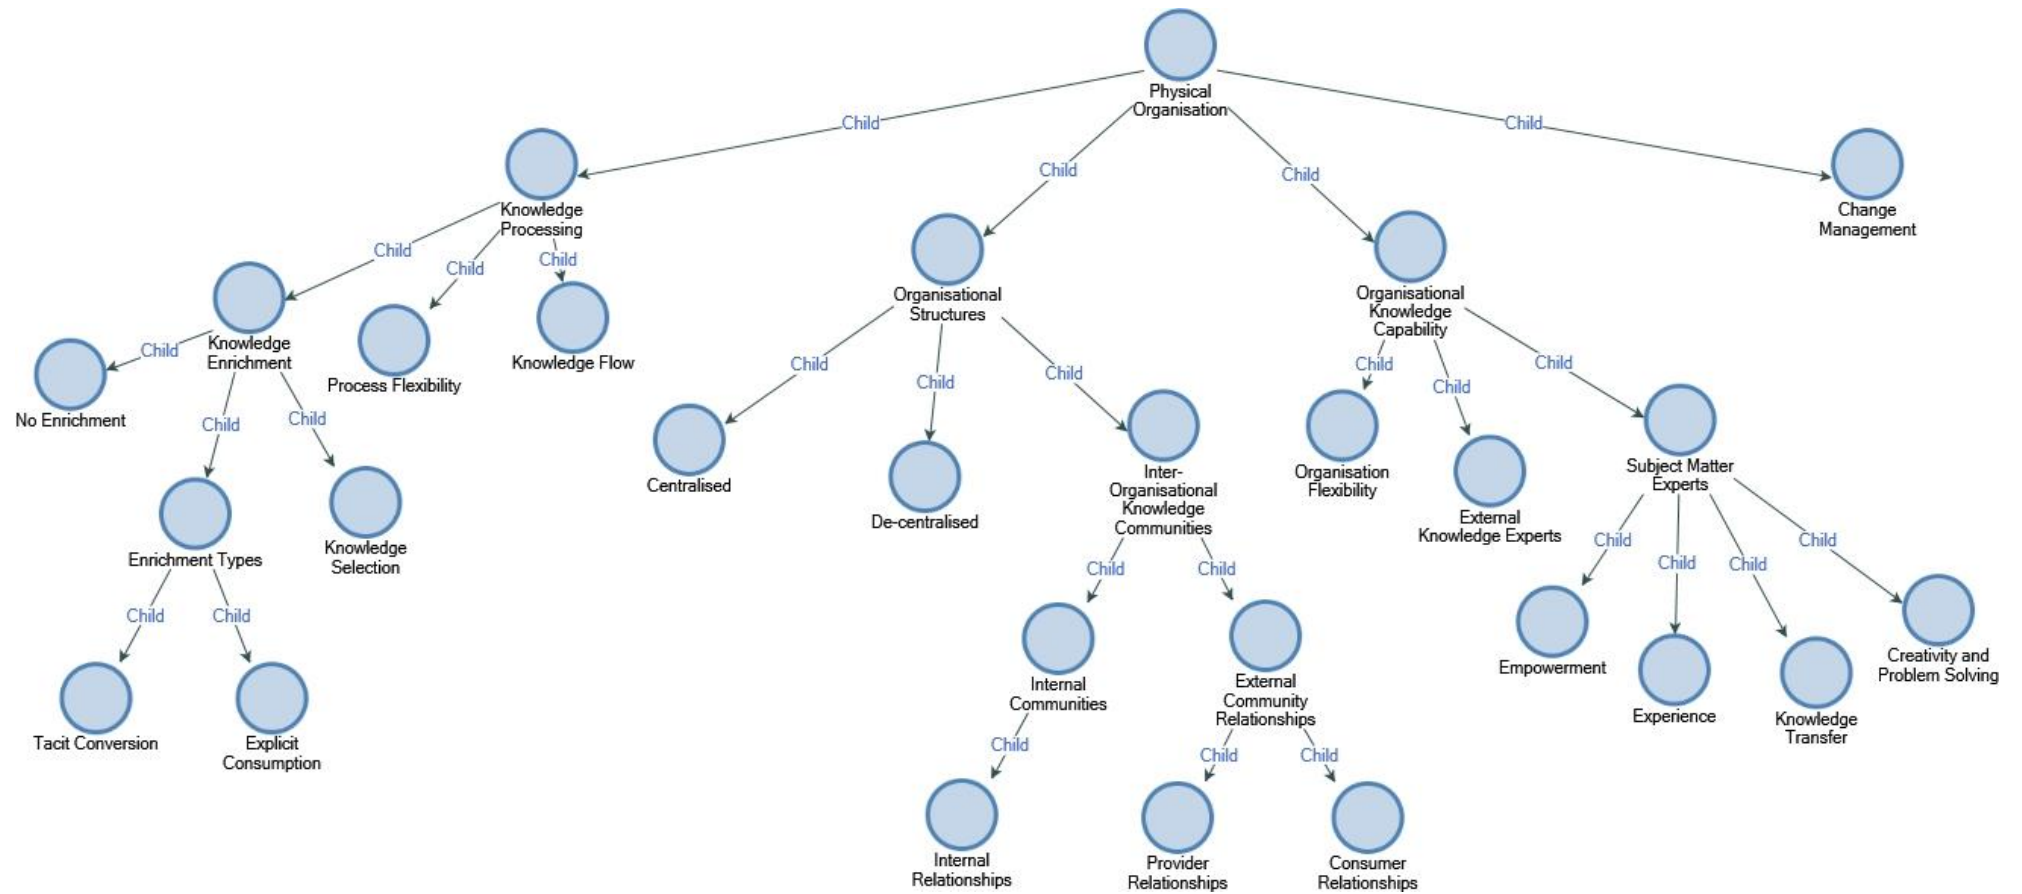 Physical
Organisation
Child
Child
Child
Child
Knowledge
Processing
Change
Management
Child
Child
Child
Organisational
Structures
Organisational
Knowledge
Capability
Knowledge
Enrichment
Process Flexibility
Knowledge Flow
Child
Child
Child
Child
Child
Child
Child
Child
Child
No Enrichment
Enrichment Types
Knowledge
Selection
Centralised
De-centralised
Inter-
Organisational
Knowledge
Communities
Organisation
Flexibility
External
Knowledge Experts
Subject Matter
Experts
Child
Child
Child
Child
Child
Child
Child
Child
Tacit Conversion
Explicit
Consumption
Internal
Communities
External
Community
Relationships
Empowerment
Experience
Knowledge
Transfer
Creativity and
Problem Solving
Child
Child
Child
Internal
Relationships
Provider
Relationships
Consumer
Relationships